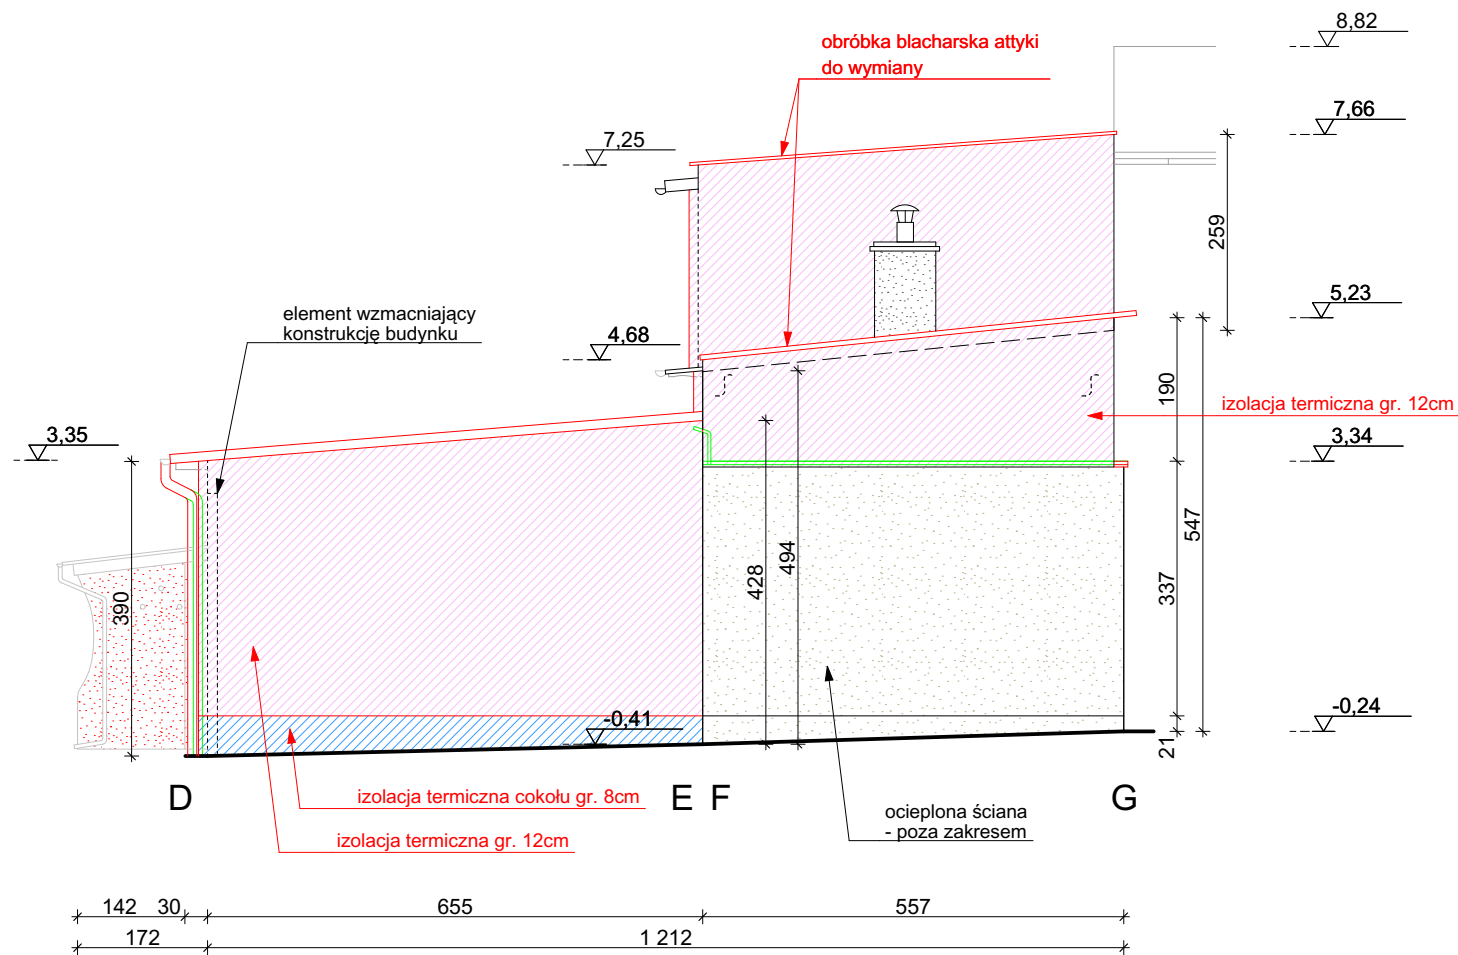 8,82
obróbka blacharska attyki
do wymiany
7,66
7,25
259
element wzmacniający
konstrukcję budynku
5,23
4,68
190
izolacja termiczna gr. 12cm
3,35
3,34
547
494
428
337
390
-0,41
-0,24
21
D
E
F
G
izolacja termiczna cokołu gr. 8cm
ocieplona ściana
- poza zakresem
izolacja termiczna gr. 12cm
142 30 655 557
172 1 212